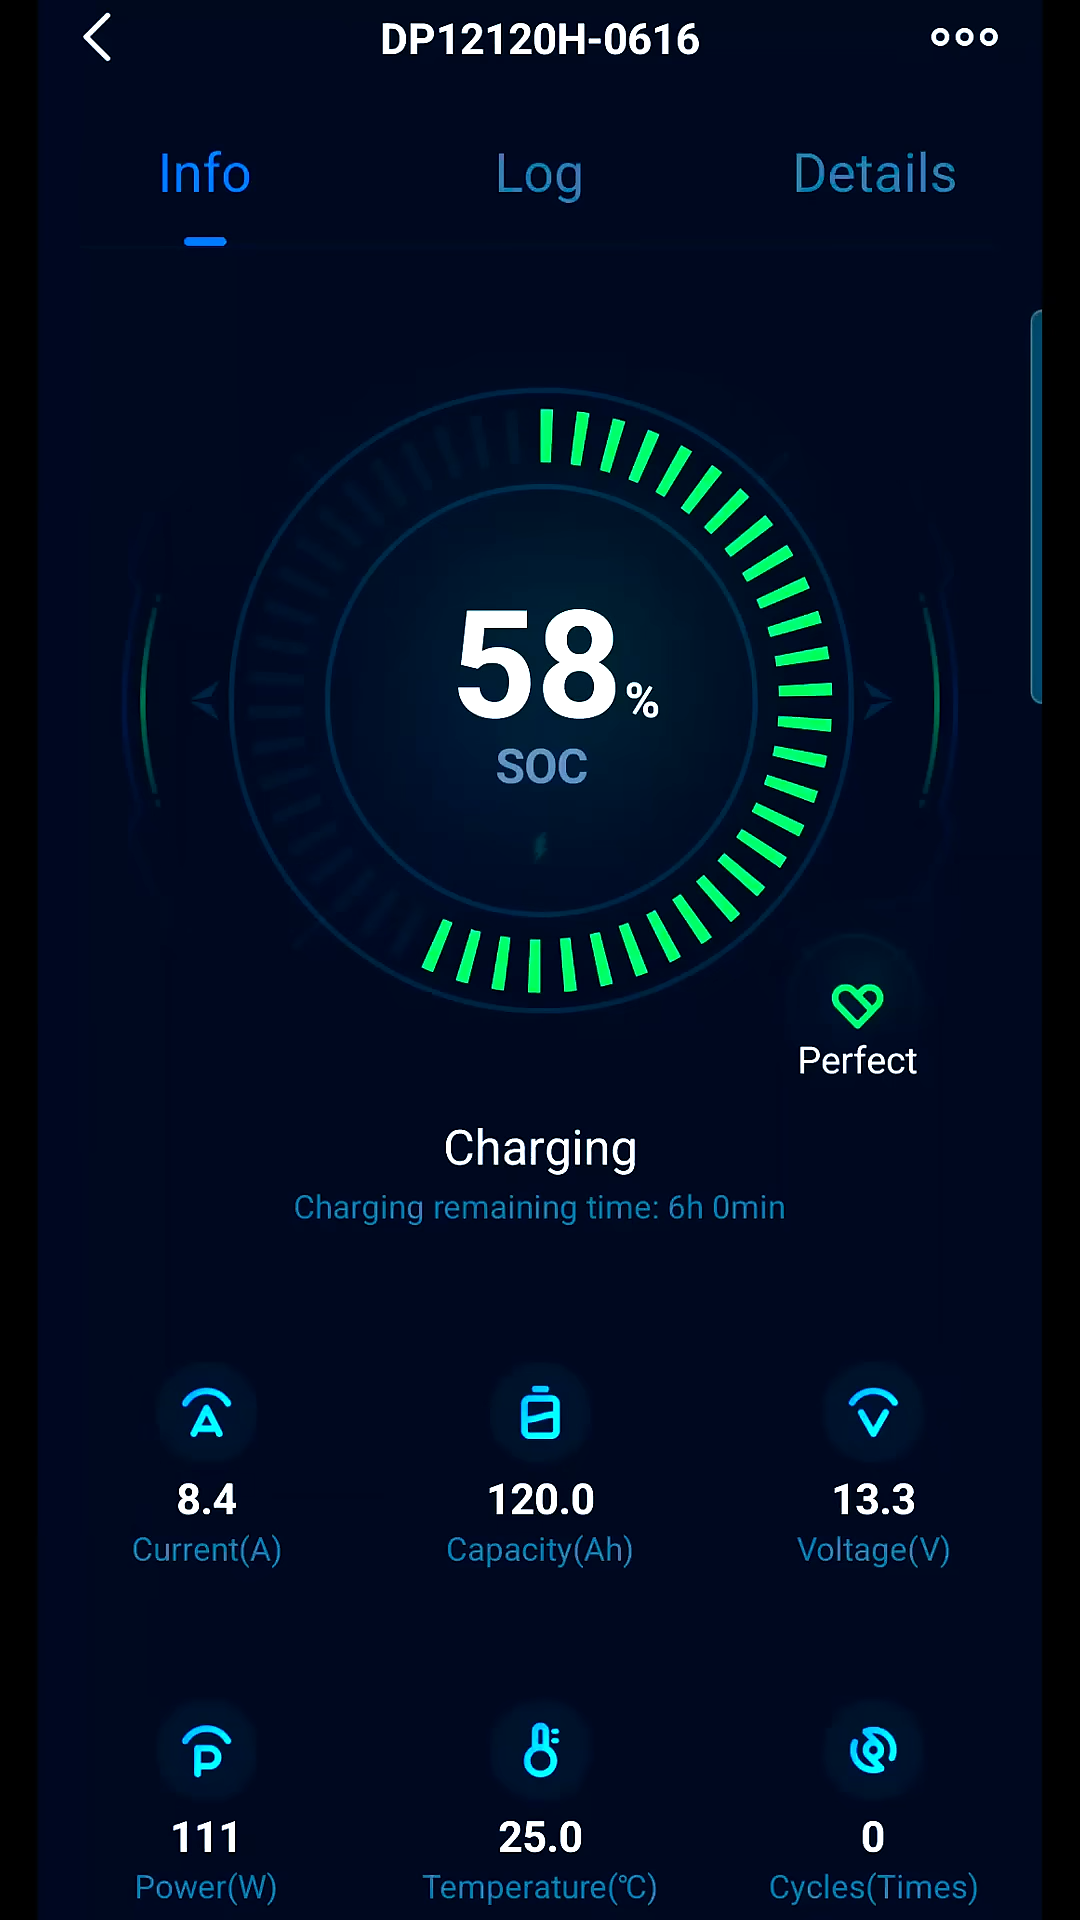 DP12120H-0616
Info Log Details
58%
SOC
Perfect
Charging
Charging remaining time: 6h 0min
8.4 120.0 13.3
Current(A) Capacity(Ah) Voltage(V)
111 25.0 0
Power(W) Temperature(℃) Cycles(Times)